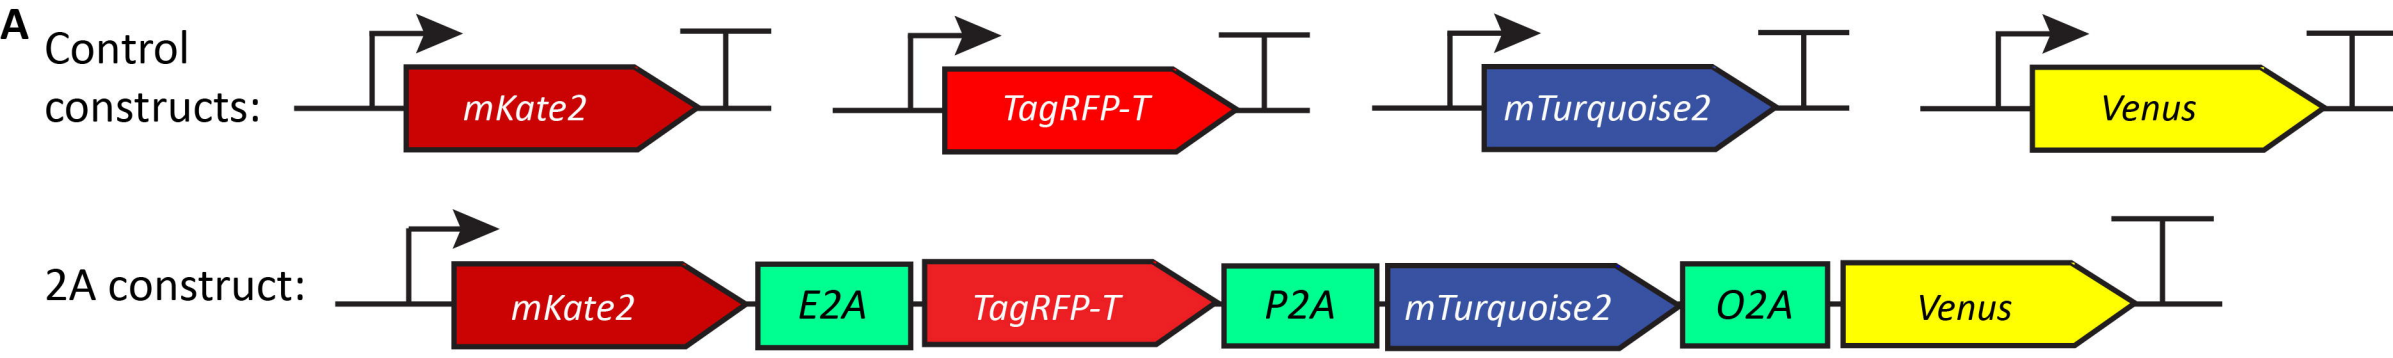 A
Control
constructs:
mKate2
TagRFP-T
mTurquoise2
Venus
2A construct:
mKate2
E2A
TagRFP-T
P2A
mTurquoise2
O2A
Venus